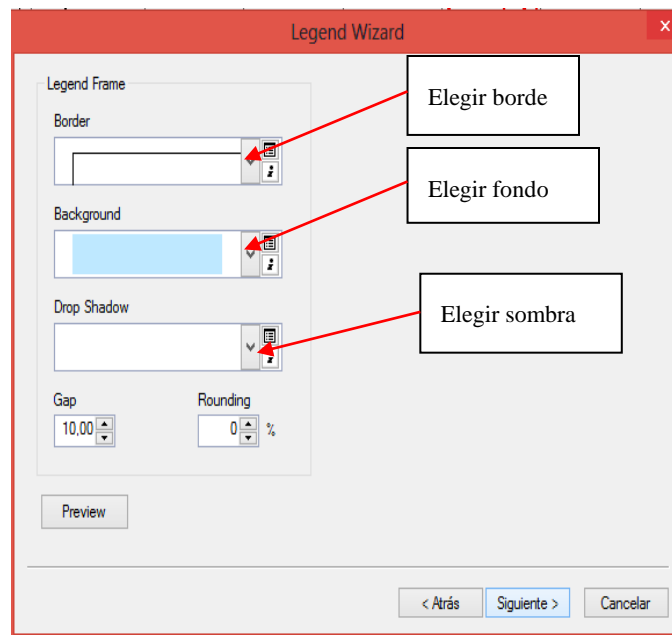 Legend Wizard
x
Legend Frame
Border
Elegir borde
Background
Elegir fondo
Drop Shadow
Elegir sombra
Gap
Rounding
10,00
0 %
Preview
< Atrás
Siguiente >
Cancelar